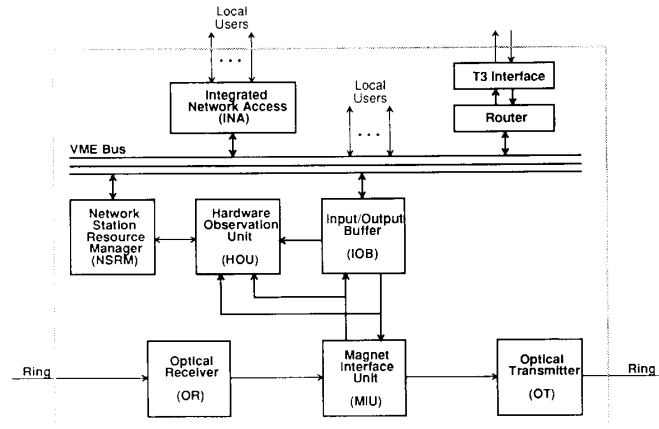 Local
Users
. . .
Integrated
Network Access
(INA)
Local
Users
. . .
T3 Interface
Router
VME Bus
Network
Station
Resource
Manager
(NSRM)
Hardware
Observation
Unit
(HOU)
Input/Output
Buffer
(IOB)
Ring
Optical
Receiver
(OR)
Magnet
Interface
Unit
(MIU)
Optical
Transmitter
(OT)
Ring